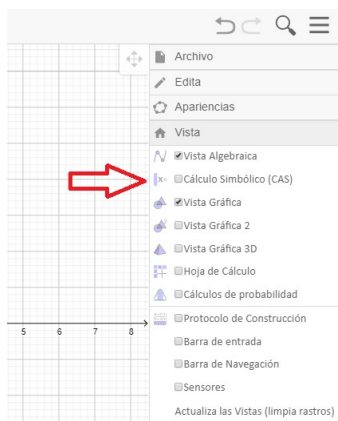 Archivo
Edita
Apariencias
Vista
Vista Algebraica
Cálculo Simbólico (CAS)
Vista Gráfica
Vista Gráfica 2
Vista Gráfica 3D
Hoja de Cálculo
Cálculos de probabilidad
Protocolo de Construcción
Barra de entrada
Barra de Navegación
Sensores
Actualiza las Vistas (limpia rastros)
5 6 7 8